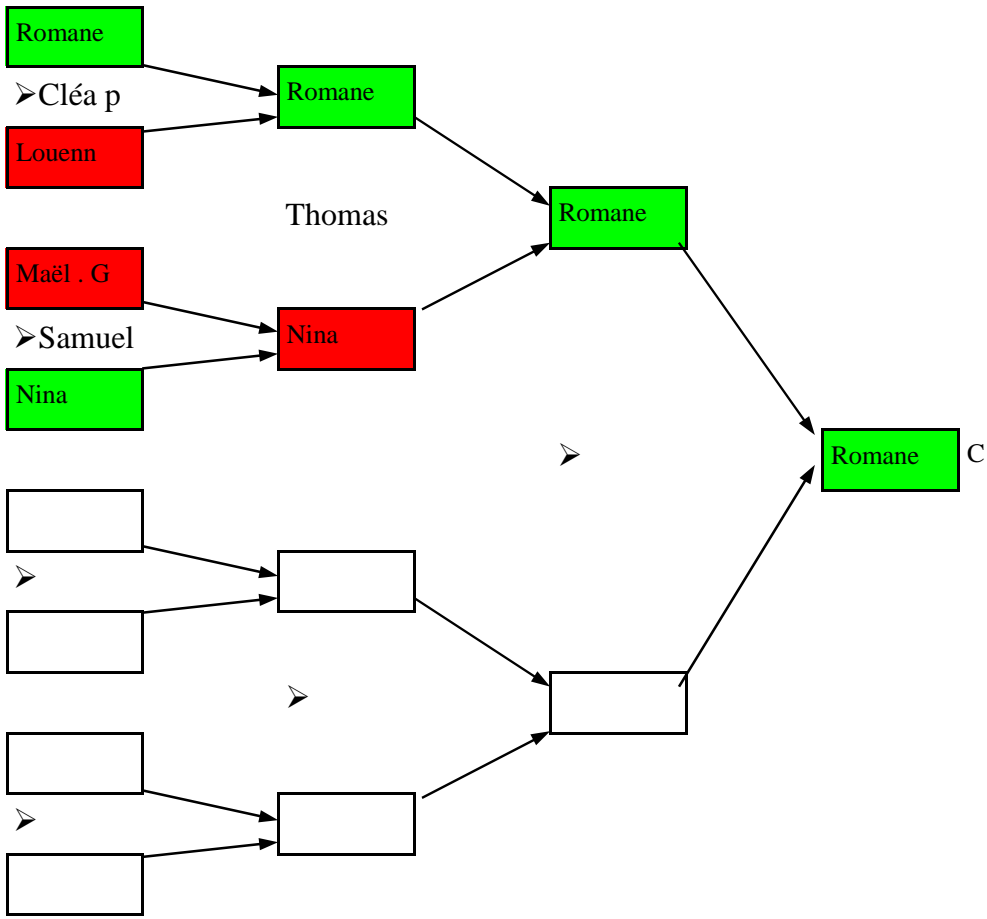 Romane
➢Cléa p
Louenn
Maël . G
➢Samuel
Nina
➢
➢
Romane
Thomas
Nina
➢
Romane
➢
Romane C